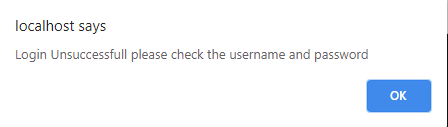 localhost says
Login Unsuccessfull please check the username and password
OK